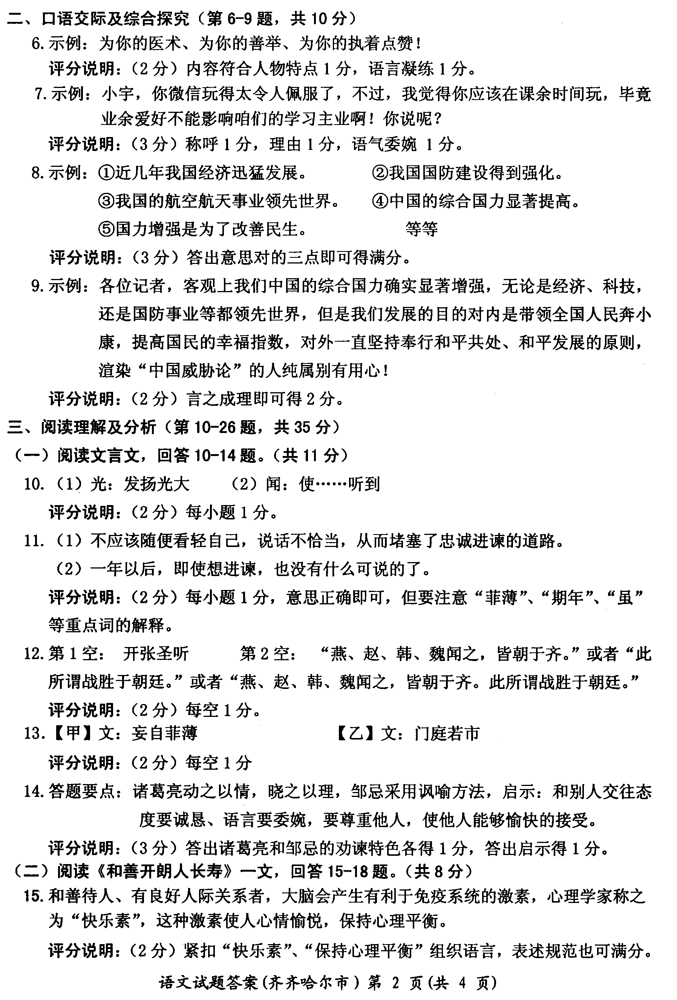 二、口语交际及综合探究（第 6-9 题，共 10 分）
6. 示例：为你的医术、为你的善举、为你的执着点赞！
评分说明：（2 分）内容符合人物特点 1 分，语言凝练 1 分。
7. 示例：小宇，你微信玩得太令人佩服了，不过，我觉得你应该在课余时间玩，毕竟
业余爱好不能影响咱们的学习主业啊！你说呢？
评分说明：（3 分）称呼 1 分，理由 1 分，语气委婉 1 分。
8. 示例：①近几年我国经济迅猛发展。 ②我国国防建设得到强化。
③我国的航空航天事业领先世界。 ④中国的综合国力显著提高。
⑤国力增强是为了改善民生。 等等
评分说明：（3 分）答出意思对的三点即可得满分。
9. 示例：各位记者，客观上我们中国的综合国力确实显著增强，无论是经济、科技，
还是国防事业等都领先世界，但是我们发展的目的对内是带领全国人民奔小
康，提高国民的幸福指数，对外一直坚持奉行和平共处、和平发展的原则，
渲染“中国威胁论”的人纯属别有用心！
评分说明：（2 分）言之成理即可得 2 分。
三、阅读理解及分析（第 10-26 题，共 35 分）
（一）阅读文言文，回答 10-14 题。（共 11 分）
10. （1）光：发扬光大 （2）闻：使……听到
评分说明：（2 分）每小题 1 分。
11. （1）不应该随便看轻自己，说话不恰当，从而堵塞了忠诚进谏的道路。
（2）一年以后，即使想进谏，也没有什么可说的了。
评分说明：（2 分）每小题 1 分，意思正确即可，但要注意“菲薄”、“期年”、“虽”
等重点词的解释。
12. 第 1 空： 开张圣听 第 2 空： “燕、赵、韩、魏闻之，皆朝于齐。”或者“此
所谓战胜于朝廷。”或者“燕、赵、韩、魏闻之，皆朝于齐。此所谓战胜于朝廷。”
评分说明：（2 分）每空 1 分。
13. 【甲】文：妄自菲薄 【乙】文：门庭若市
评分说明：（2 分）每空 1 分
14. 答题要点：诸葛亮动之以情，晓之以理，邹忌采用讽喻方法，启示：和别人交往态
度要诚恳、语言要委婉，要尊重他人，使他人能够愉快的接受。
评分说明：（3 分）答出诸葛亮和邹忌的劝谏特色各得 1 分，答出启示得 1 分。
（二）阅读《和善开朗人长寿》一文，回答 15-18 题。（共 8 分）
15. 和善待人、有良好人际关系者，大脑会产生有利于免疫系统的激素，心理学家称之
为“快乐素”，这种激素使人心情愉悦，保持心理平衡。
评分说明：（2 分）紧扣“快乐素”、“保持心理平衡”组织语言，表述规范也可满分。
语文试题答案(齐齐哈尔市) 第 2 页(共 4 页)